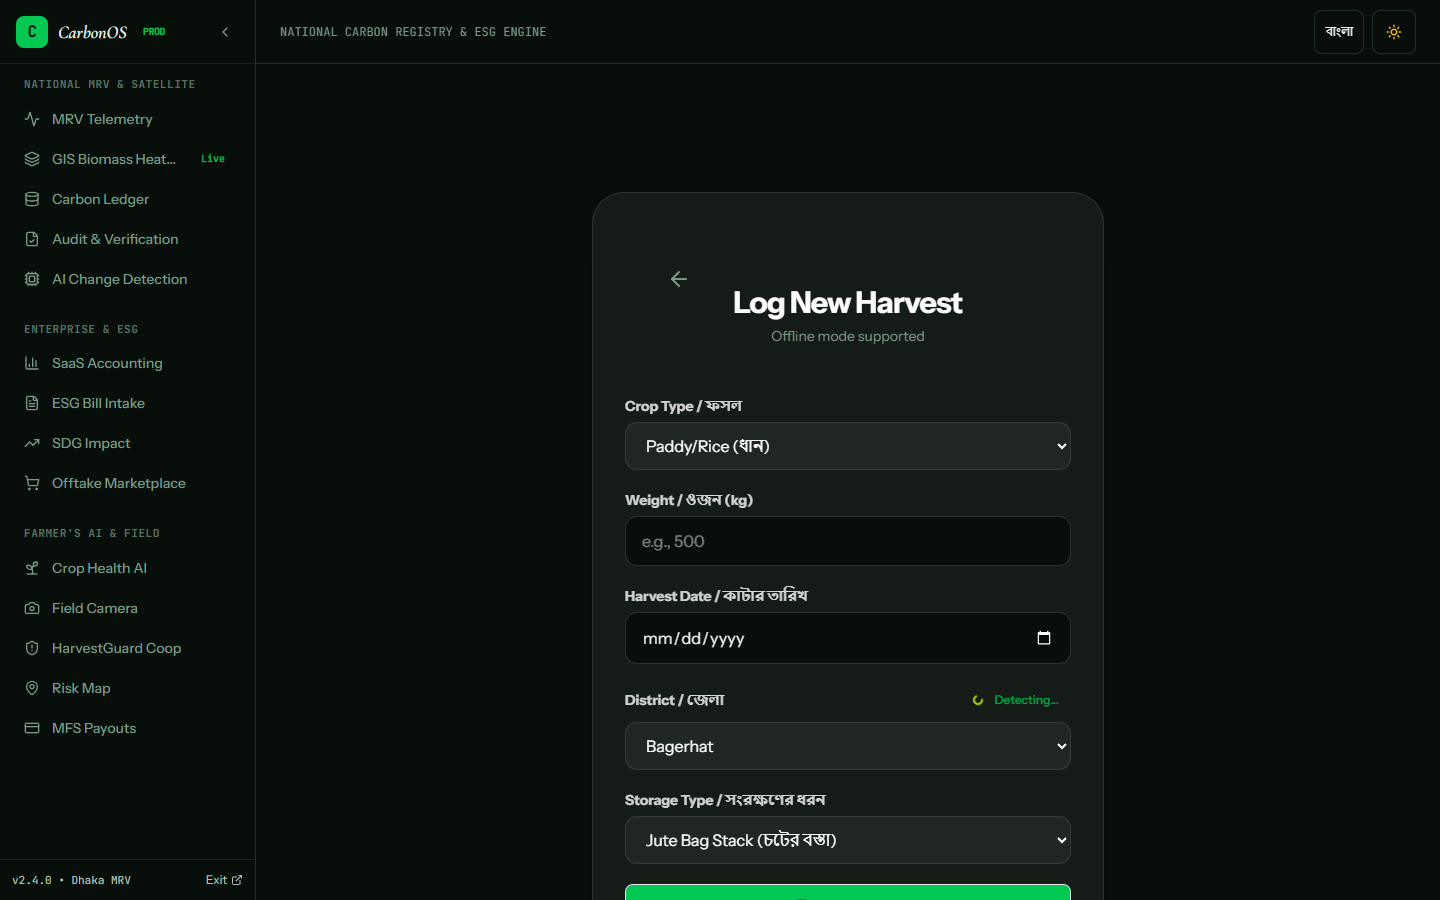 C CarbonOS PROD
NATIONAL CARBON REGISTRY & ESG ENGINE
বাংলা
NATIONAL MRV & SATELLITE
MRV Telemetry
GIS Biomass Heat... Live
Carbon Ledger
Audit & Verification
AI Change Detection
ENTERPRISE & ESG
SaaS Accounting
ESG Bill Intake
SDG Impact
Offtake Marketplace
FARMER'S AI & FIELD
Crop Health AI
Field Camera
HarvestGuard Coop
Risk Map
MFS Payouts
v2.4.0 • Dhaka MRV
Exit
Log New Harvest
Offline mode supported
Crop Type / ফসল
Paddy/Rice (ধান)
Weight / ওজন (kg)
e.g., 500
Harvest Date / কাটার তারিখ
mm/dd/yyyy
District / জেলা
Detecting...
Bagerhat
Storage Type / সংরক্ষণের ধরন
Jute Bag Stack (চটের বস্তা)